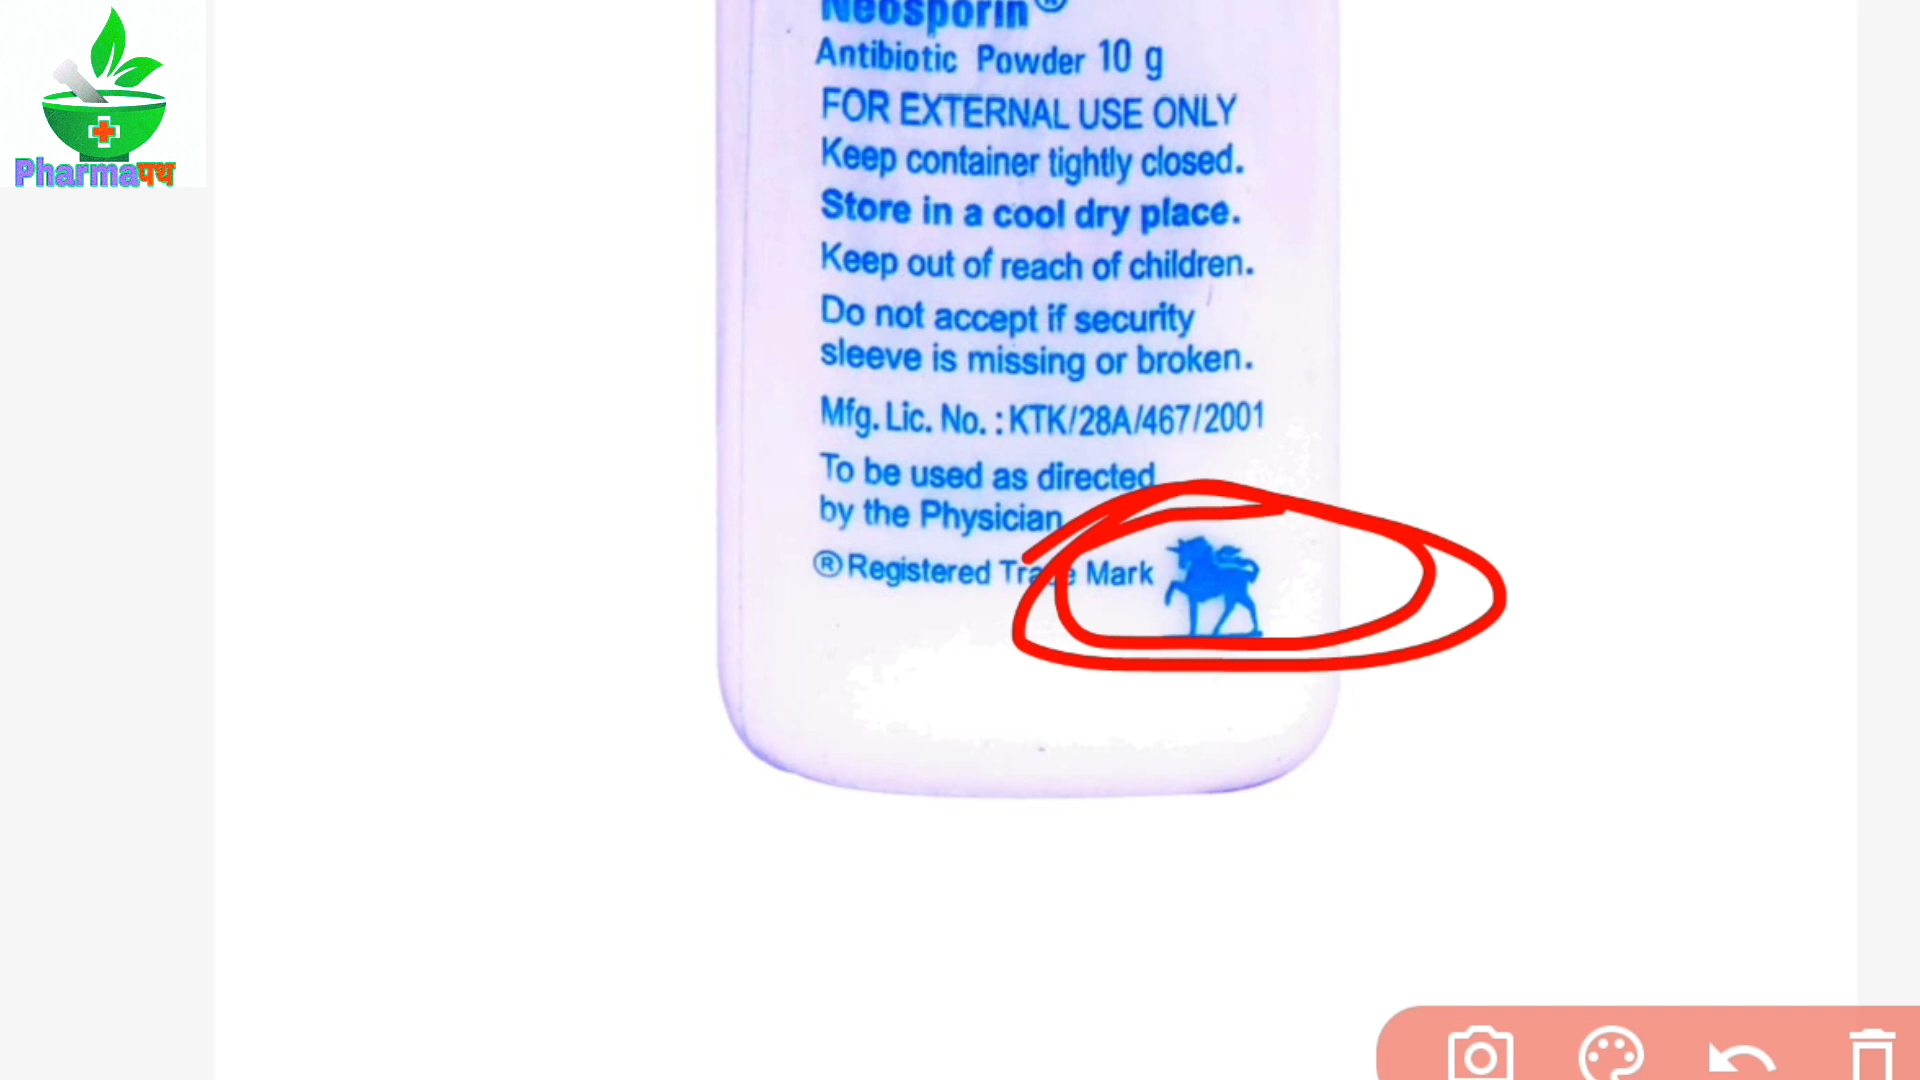 Pharmaपथ
Neosporin®
Antibiotic Powder 10 g
FOR EXTERNAL USE ONLY
Keep container tightly closed.
Store in a cool dry place.
Keep out of reach of children.
Do not accept if security
sleeve is missing or broken.
Mfg. Lic. No. : KTK/28A/467/2001
To be used as directed
by the Physician
® Registered Trade Mark